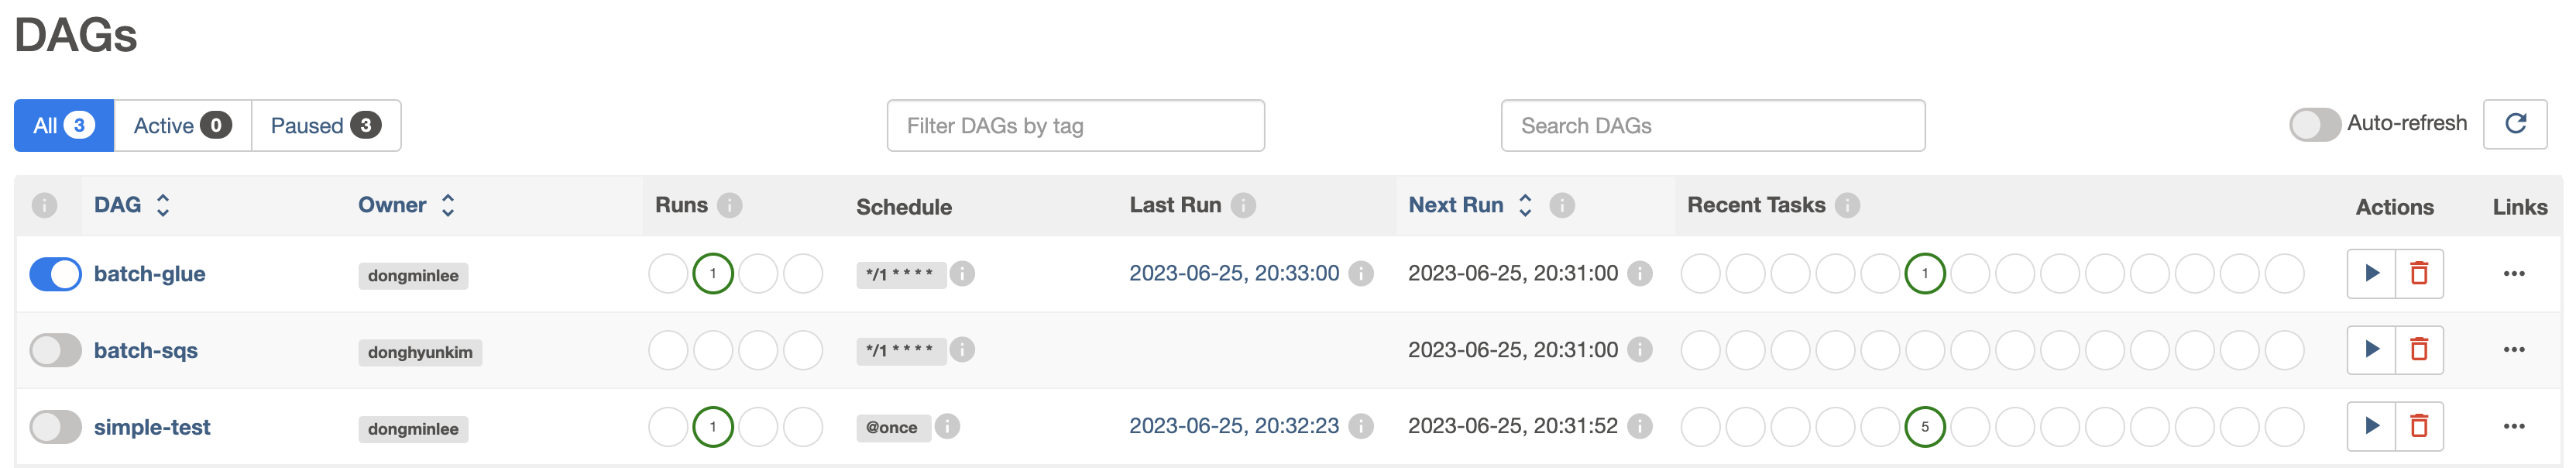 DAGs
All 3 Active 0 Paused 3 Filter DAGs by tag Search DAGs Auto-refresh
DAG Owner Runs Schedule Last Run Next Run Recent Tasks Actions Links
batch-glue dongminlee 1 */1 * * * * 2023-06-25, 20:33:00 2023-06-25, 20:31:00 1
batch-sqs donghyunkim */1 * * * * 2023-06-25, 20:31:00
simple-test dongminlee 1 @once 2023-06-25, 20:32:23 2023-06-25, 20:31:52 5